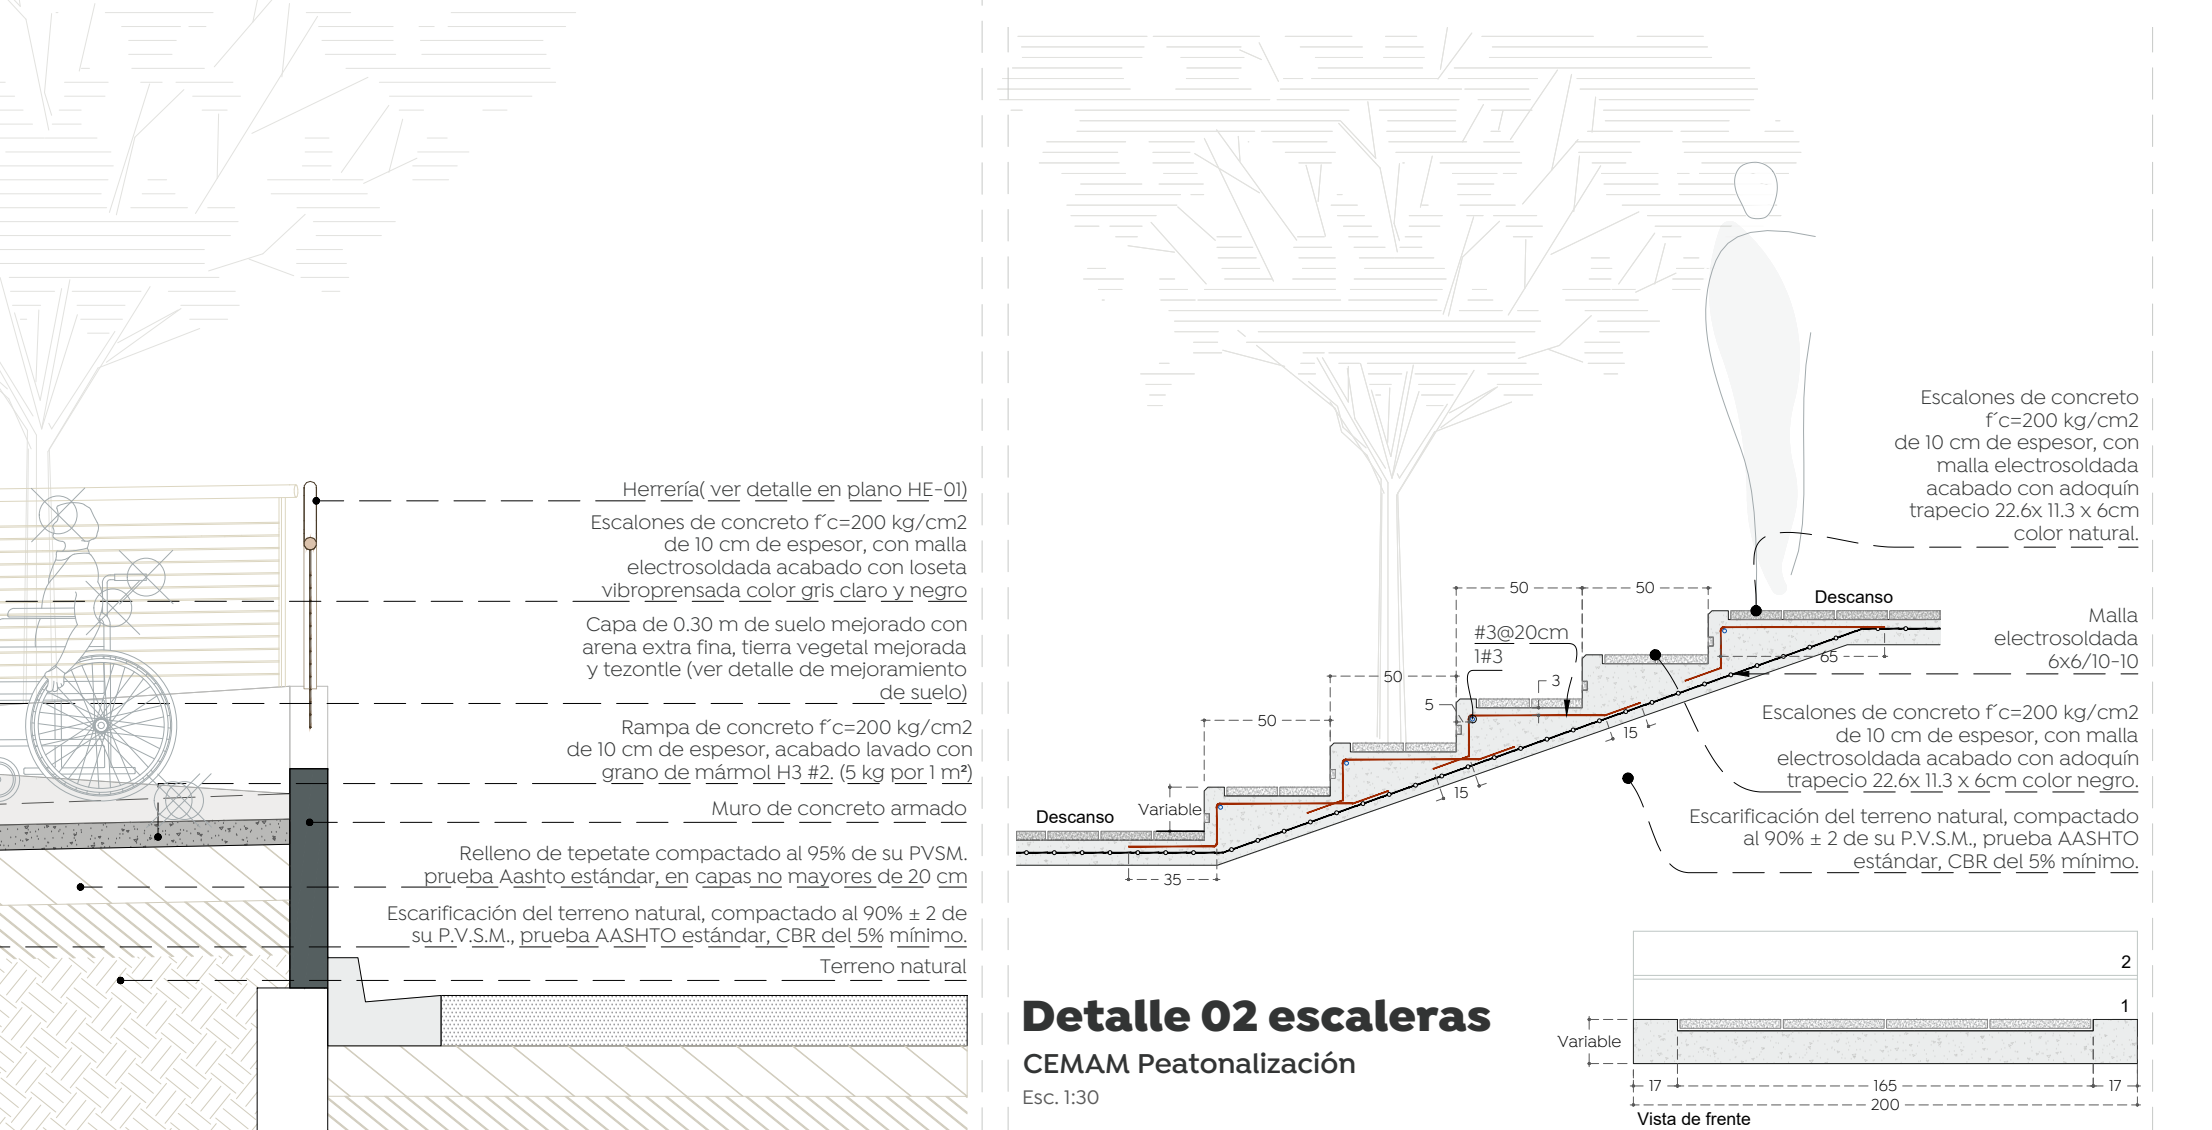 Herrería( ver detalle en plano HE-01)
Escalones de concreto f´c=200 kg/cm2
de 10 cm de espesor, con malla
electrosoldada acabado con loseta
vibroprensada color gris claro y negro
Capa de 0.30 m de suelo mejorado con
arena extra fina, tierra vegetal mejorada
y tezontle (ver detalle de mejoramiento
de suelo)
Rampa de concreto f´c=200 kg/cm2
de 10 cm de espesor, acabado lavado con
grano de mármol H3 #2. (5 kg por 1 m²)
Muro de concreto armado
Relleno de tepetate compactado al 95% de su PVSM.
prueba Aashto estándar, en capas no mayores de 20 cm
Escarificación del terreno natural, compactado al 90% ± 2 de
su P.V.S.M., prueba AASHTO estándar, CBR del 5% mínimo.
Terreno natural
Escalones de concreto
f´c=200 kg/cm2
de 10 cm de espesor, con
malla electrosoldada
acabado con adoquín
trapecio 22.6x 11.3 x 6cm
color natural.
50
50
Descanso
#3@20cm
1#3
65
50
3
5
50
15
15
Variable
Descanso
35
Malla
electrosoldada
6x6/10-10
Escalones de concreto f´c=200 kg/cm2
de 10 cm de espesor, con malla
electrosoldada acabado con adoquín
trapecio 22.6x 11.3 x 6cm color negro.
Escarificación del terreno natural, compactado
al 90% ± 2 de su P.V.S.M., prueba AASHTO
estándar, CBR del 5% mínimo.
Detalle 02 escaleras
CEMAM Peatonalización
Esc. 1:30
2
1
Variable
17
165
17
200
Vista de frente